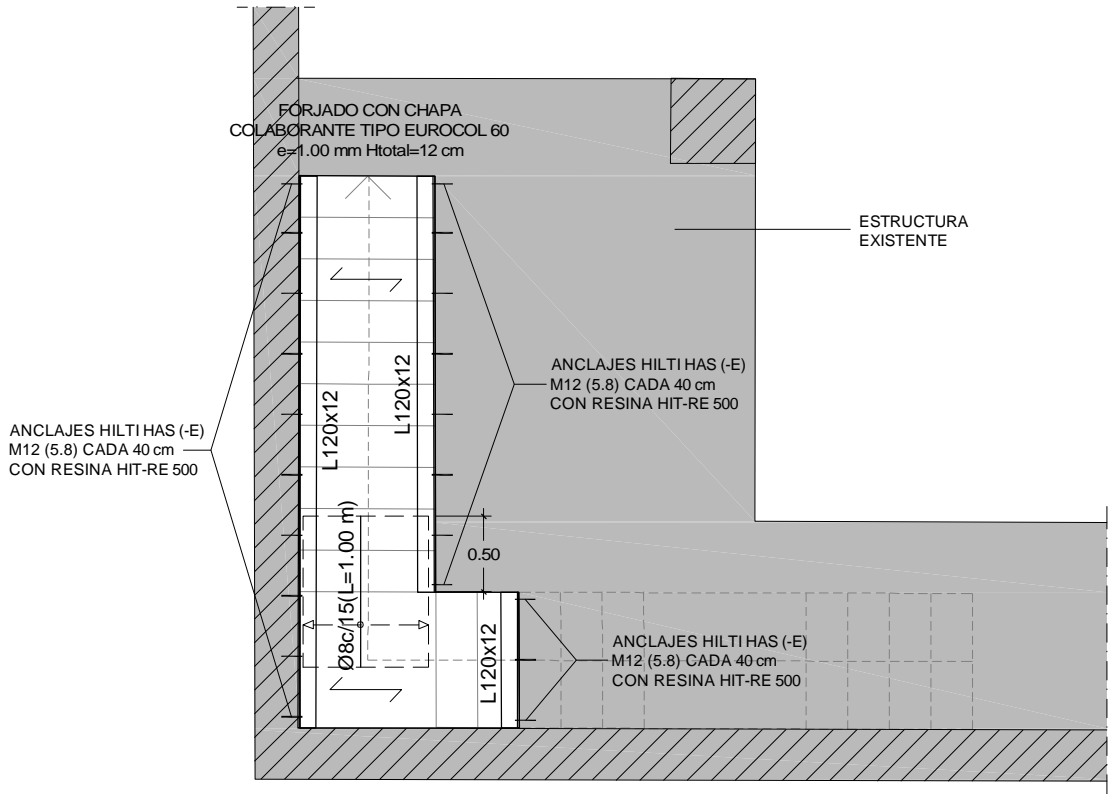 FORJADO CON CHAPA
COLABORANTE TIPO EUROCOL 60
e=1.00 mm Htotal=12 cm
ESTRUCTURA
EXISTENTE
ANCLAJES HILTI HAS (-E)
M12 (5.8) CADA 40 cm
CON RESINA HIT-RE 500
L120x12
L120x12
ANCLAJES HILTI HAS (-E)
M12 (5.8) CADA 40 cm
CON RESINA HIT-RE 500
0.50
Ø8c/15(L=1.00 m)
L120x12
ANCLAJES HILTI HAS (-E)
M12 (5.8) CADA 40 cm
CON RESINA HIT-RE 500